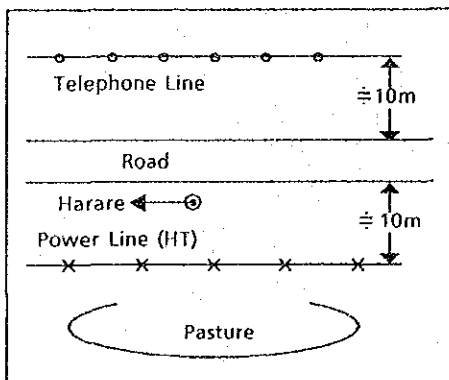 Telephone Line
≒10m
Road
Harare
≒10m
Power Line (HT)
Pasture